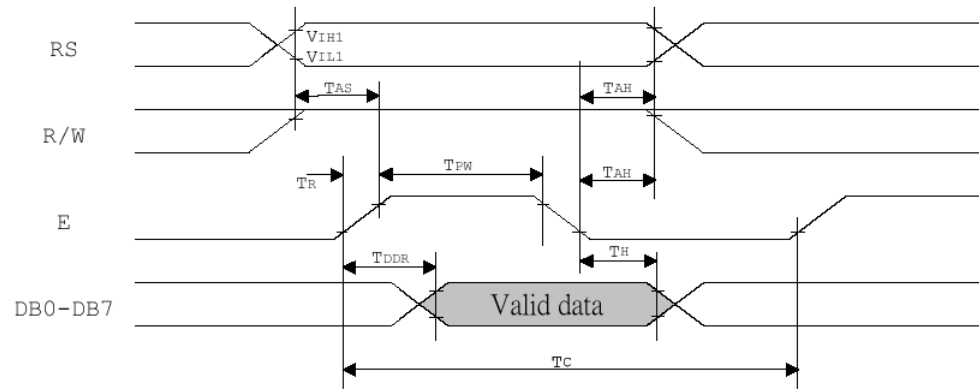 RS
VIH1
VIL1
TAS
TAH
R/W
TPW
TAH
TR
E
TDDR
TH
DB0-DB7
Valid data
TC